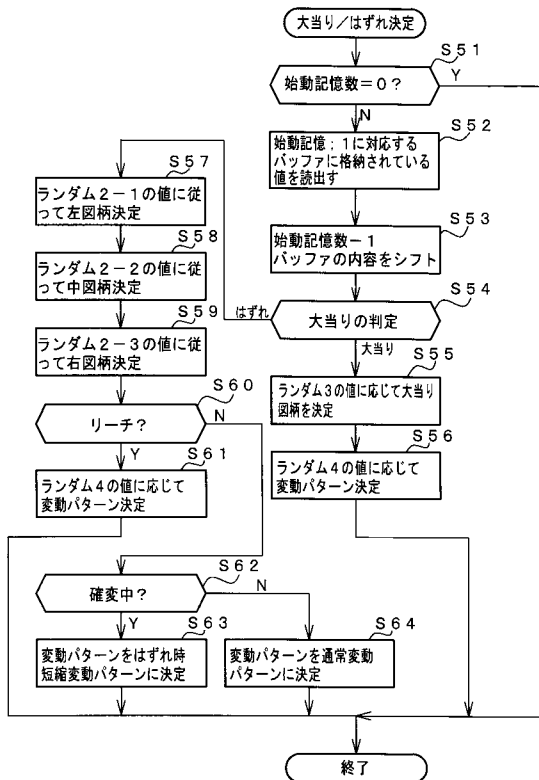 大当り／はずれ決定
S51
始動記憶数＝0？
Y
N
S52
始動記憶；1に対応する
バッファに格納されている
値を読出す
S53
始動記憶数－1
バッファの内容をシフト
S54
大当りの判定
はずれ
大当り
S55
ランダム3の値に応じて大当り
図柄を決定
S56
ランダム4の値に応じて
変動パターン決定
S57
ランダム2－1の値に従
って左図柄決定
S58
ランダム2－2の値に従
って中図柄決定
S59
ランダム2－3の値に従
って右図柄決定
S60
リーチ？
N
Y
S61
ランダム4の値に応じて
変動パターン決定
S62
確変中？
N
Y
S63
変動パターンをはずれ時
短縮変動パターンに決定
S64
変動パターンを通常変動
パターンに決定
終了